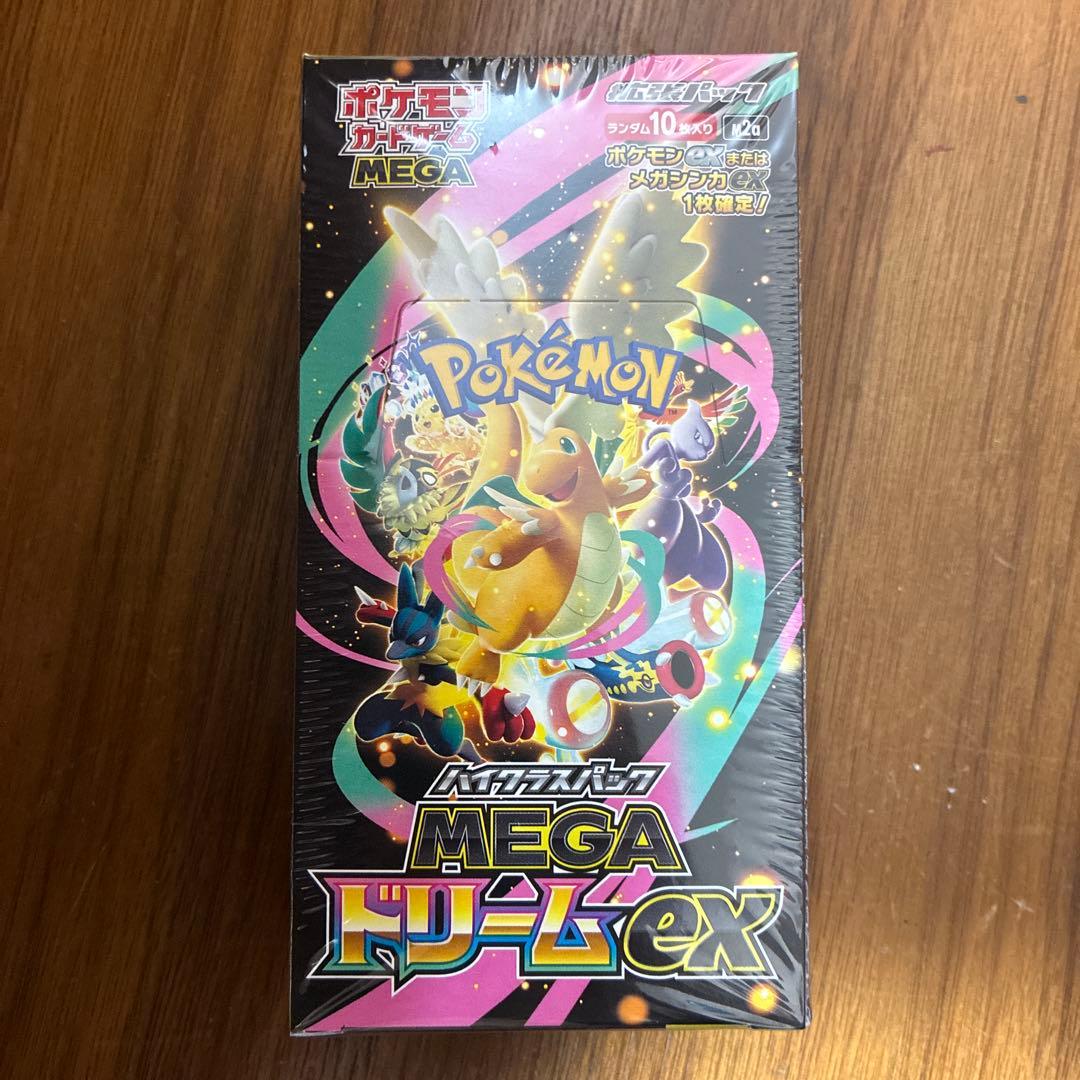 ポケモン
カードゲーム
MEGA
拡張パック
ランダム10枚入り M2a
ポケモンexまたは
メガシンカex
1枚確定!
POKéMON
TM
ハイクラスパック
MEGA
ドリームex